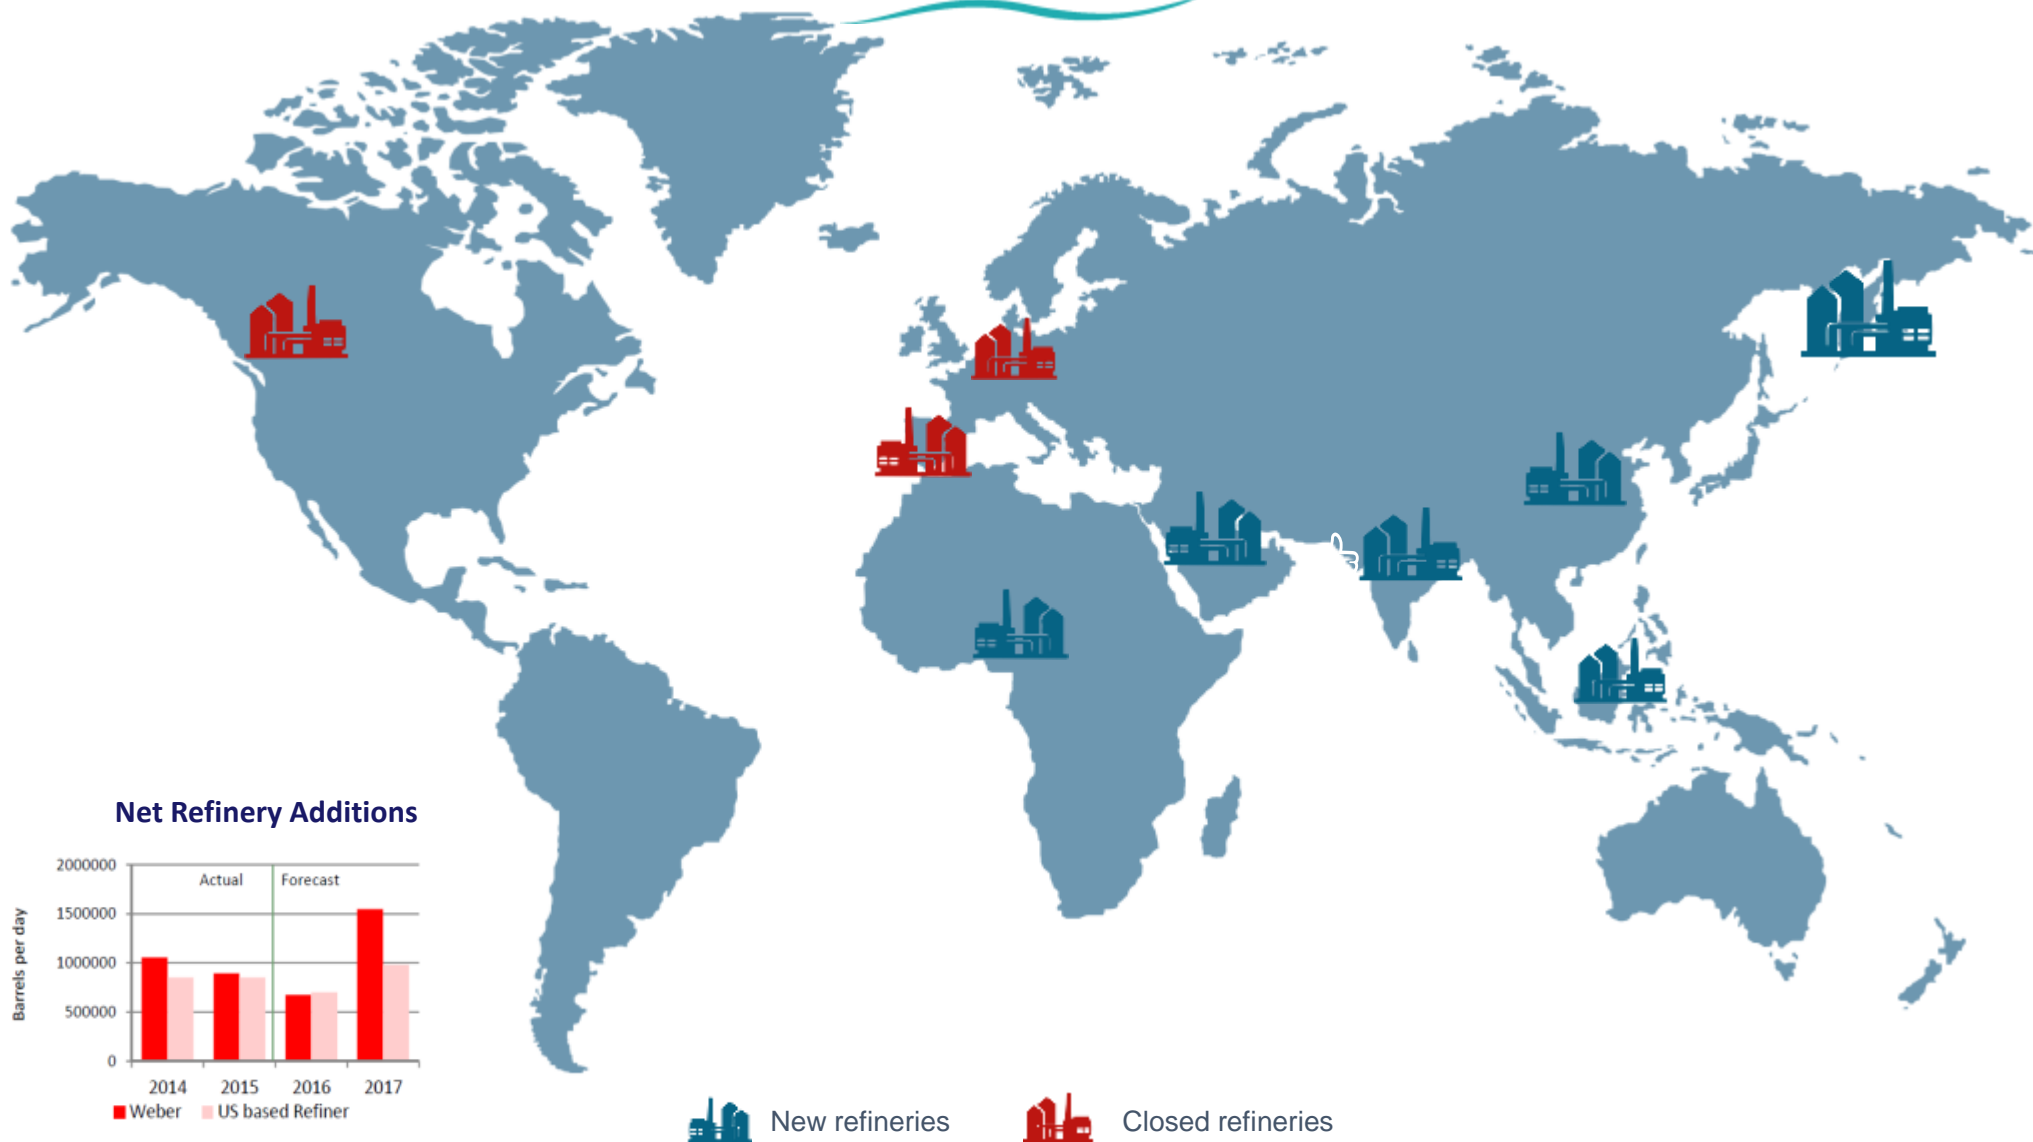 Net Refinery Additions
2000000
Actual
Forecast
1500000
1000000
500000
0
Barrels per day
2014
2015
2016
2017
Weber
US based Refiner
New refineries
Closed refineries